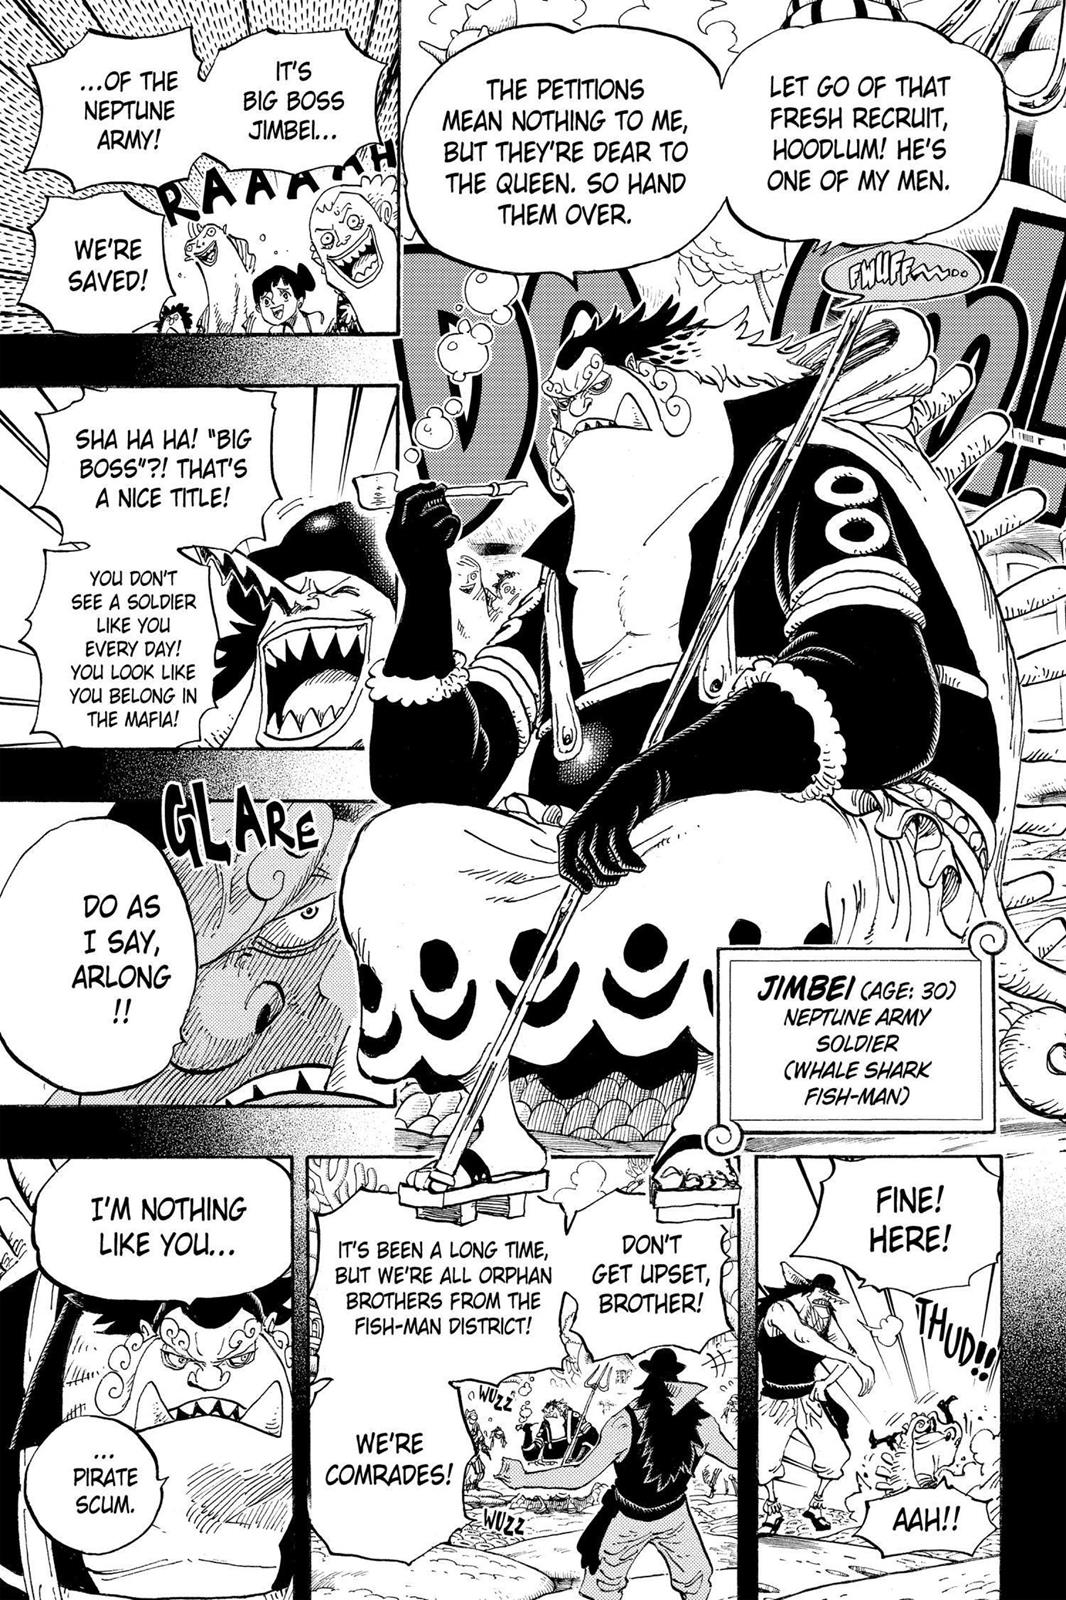 LET GO OF THAT
FRESH RECRUIT,
HOODLUM! HE'S
ONE OF MY MEN.
THE PETITIONS
MEAN NOTHING TO ME,
BUT THEY'RE DEAR TO
THE QUEEN. SO HAND
THEM OVER.
FWUFF~~...
IT'S
BIG BOSS
JIMBEI...
...OF THE
NEPTUNE
ARMY!
RAAAAHH
WE'RE
SAVED!
SHA HA HA! "BIG
BOSS"?! THAT'S
A NICE TITLE!
YOU DON'T
SEE A SOLDIER
LIKE YOU
EVERY DAY!
YOU LOOK LIKE
YOU BELONG IN
THE MAFIA!
GLARE
DO AS
I SAY,
ARLONG
!!
JIMBEI (AGE: 30)
NEPTUNE ARMY
SOLDIER
(WHALE SHARK
FISH-MAN)
FINE!
HERE!
THUD!!
AAH!!
DON'T
GET UPSET,
BROTHER!
IT'S BEEN A LONG TIME,
BUT WE'RE ALL ORPHAN
BROTHERS FROM THE
FISH-MAN DISTRICT!
WUZZ
WUZZ
WE'RE
COMRADES!
WUZZ
WUZZ
I'M NOTHING
LIKE YOU...
...
PIRATE
SCUM.